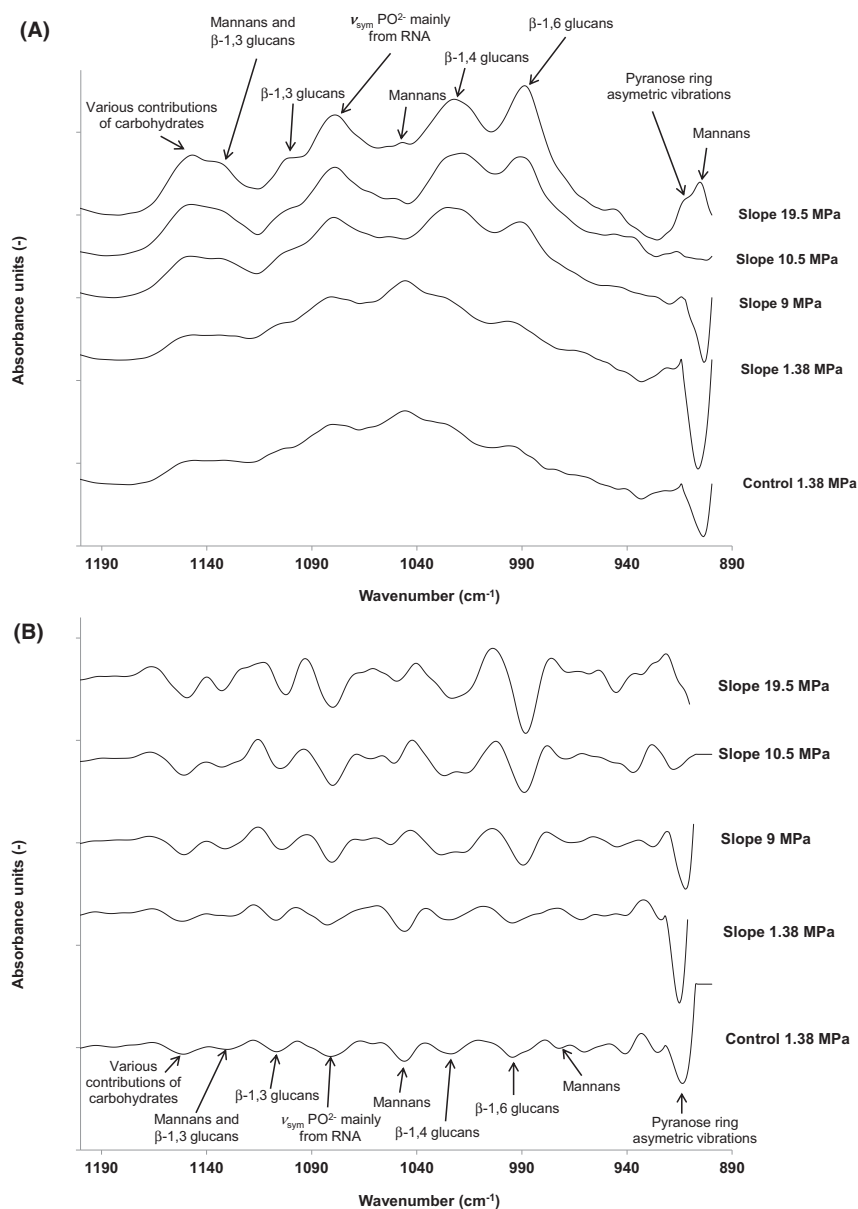 (A)
Mannans and
β-1,3 glucans
νsym PO²⁻ mainly
from RNA
β-1,6 glucans
β-1,4 glucans
Pyranose ring
asymetric vibrations
Various contributions
of carbohydrates
β-1,3 glucans
Mannans
Mannans
Slope 19.5 MPa
Slope 10.5 MPa
Slope 9 MPa
Slope 1.38 MPa
Control 1.38 MPa
Absorbance units (-)
1190 1140 1090 1040 990 940 890
Wavenumber (cm⁻¹)
(B)
Slope 19.5 MPa
Slope 10.5 MPa
Slope 9 MPa
Slope 1.38 MPa
Control 1.38 MPa
Absorbance units (-)
Various
contributions of
carbohydrates
Mannans and
β-1,3 glucans
β-1,3 glucans
νsym PO²⁻ mainly
from RNA
Mannans
β-1,4 glucans
β-1,6 glucans
Mannans
Pyranose ring
asymetric vibrations
1190 1140 1090 1040 990 940 890
Wavenumber (cm⁻¹)